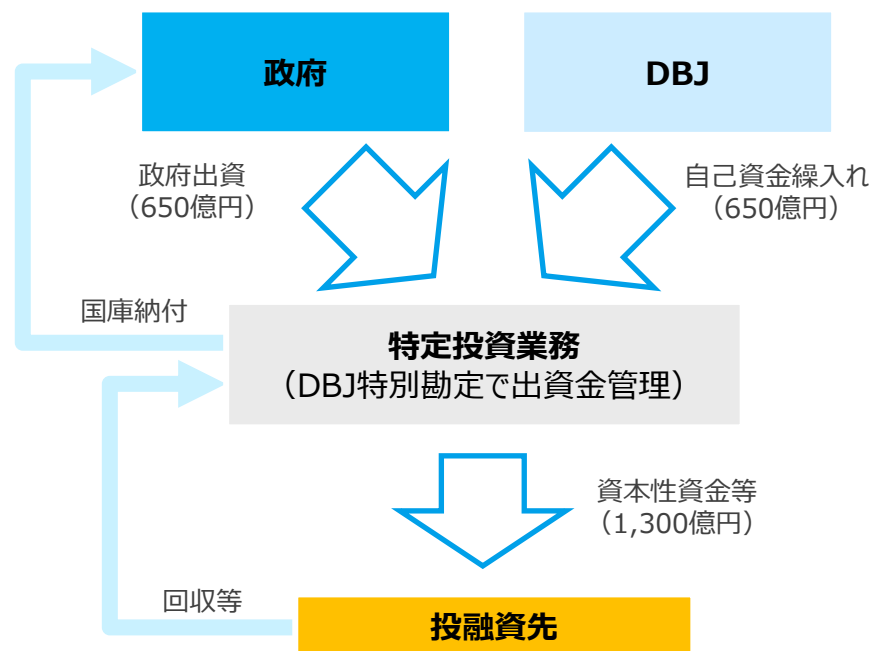 政府
DBJ
政府出資
（650億円）
自己資金繰入れ
（650億円）
国庫納付
特定投資業務
（DBJ特別勘定で出資金管理）
資本性資金等
（1,300億円）
回収等
投融資先